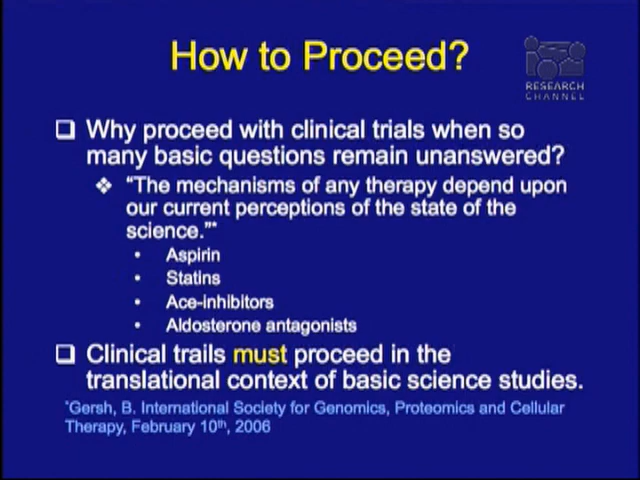 How to Proceed?
RESEARCH
CHANNEL
❑ Why proceed with clinical trials when so
many basic questions remain unanswered?
❖ “The mechanisms of any therapy depend upon
our current perceptions of the state of the
science.”*
• Aspirin
• Statins
• Ace-inhibitors
• Aldosterone antagonists
❑ Clinical trails must proceed in the
translational context of basic science studies.
*Gersh, B. International Society for Genomics, Proteomics and Cellular
Therapy, February 10th, 2006